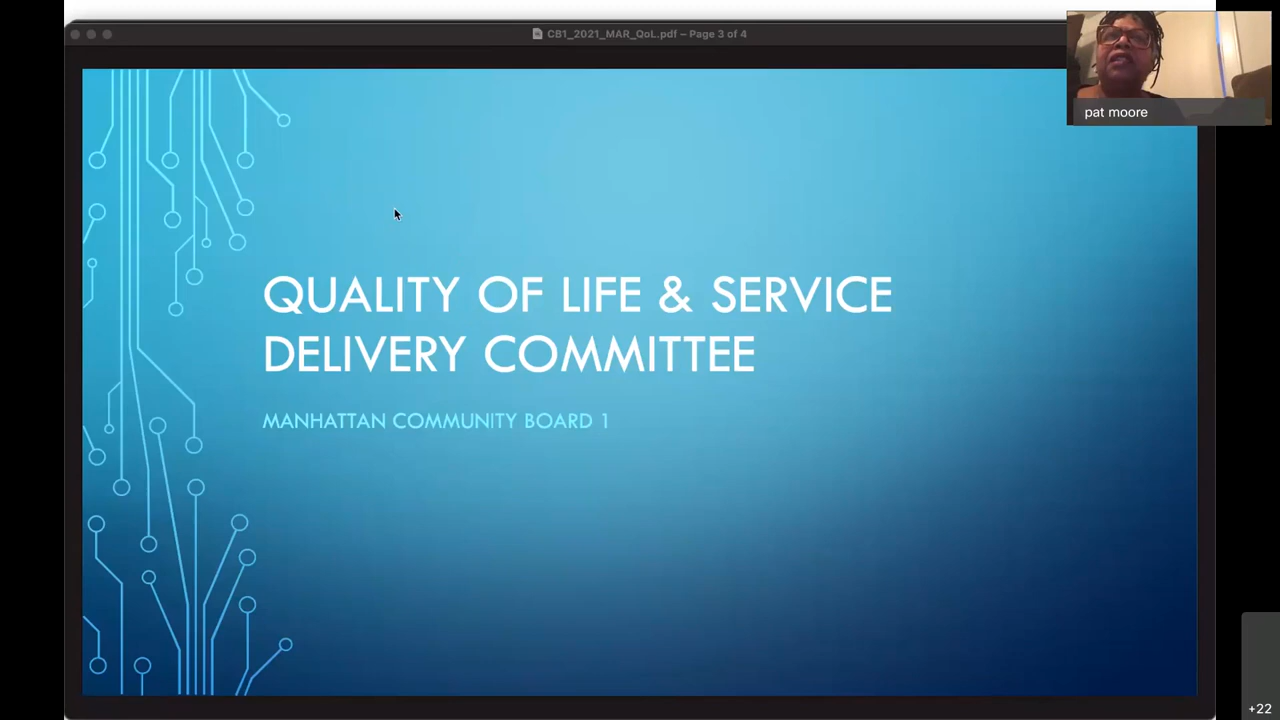 CB1_2021_MAR_QoL.pdf – Page 3 of 4
pat moore
QUALITY OF LIFE & SERVICE
DELIVERY COMMITTEE
MANHATTAN COMMUNITY BOARD 1
+22